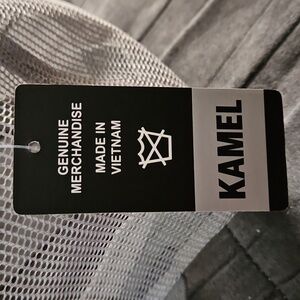 GENUINE
MERCHANDISE
MADE IN
VIETNAM
KAMEL